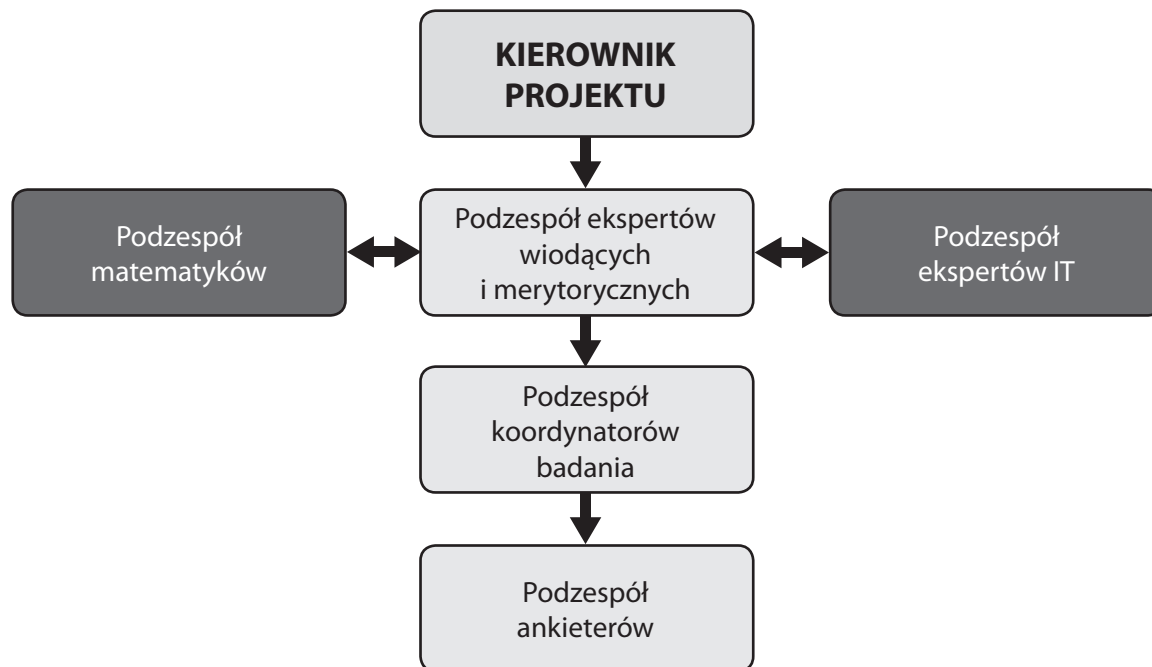 KIEROWNIK
PROJEKTU
Podzespół
matematyków
Podzespół ekspertów
wiodących
i merytorycznych
Podzespół
ekspertów IT
Podzespół
koordynatorów
badania
Podzespół
ankieterów